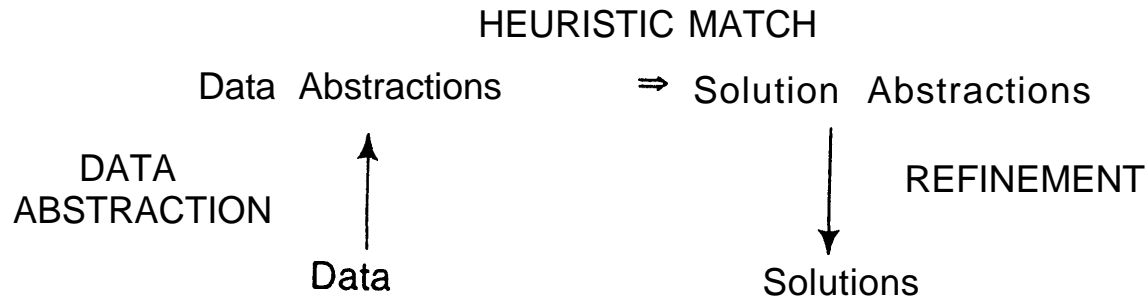 HEURISTIC MATCH
Data Abstractions ⇒ Solution Abstractions
DATA
ABSTRACTION
REFINEMENT
Data
Solutions